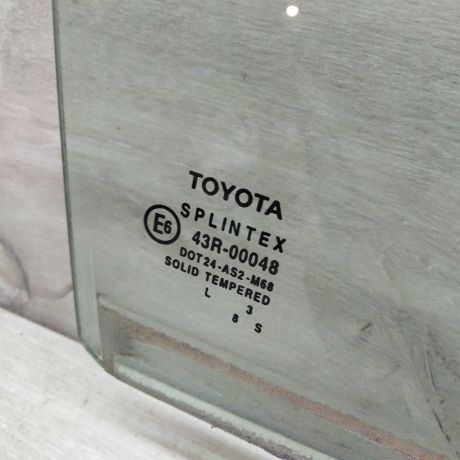 TOYOTA
SPLINTEX
E6 43R-00048
DOT24-AS2-M68
SOLID TEMPERED
L 3
8 S